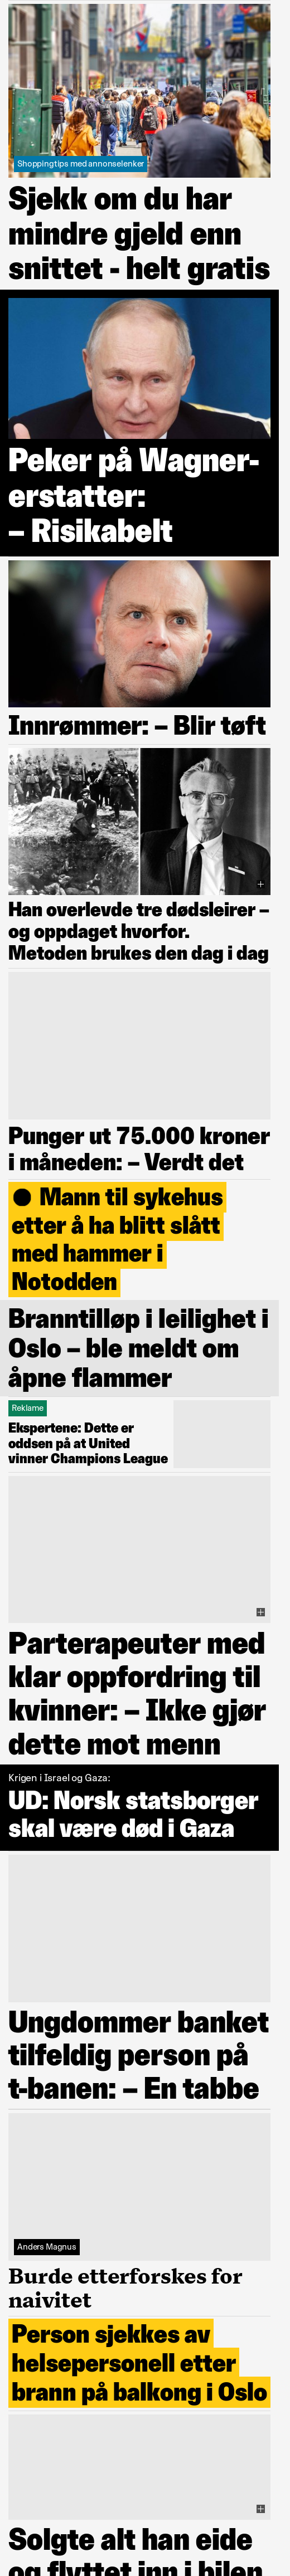 Shoppingtips med annonselenker
Sjekk om du har
mindre gjeld enn
snittet - helt gratis
Peker på Wagner-
erstatter:
– Risikabelt
Innrømmer: – Blir tøft
Han overlevde tre dødsleirer –
og oppdaget hvorfor.
Metoden brukes den dag i dag
Punger ut 75.000 kroner
i måneden: – Verdt det
Mann til sykehus
etter å ha blitt slått
med hammer i
Notodden
Branntilløp i leilighet i
Oslo – ble meldt om
åpne flammer
Reklame
Ekspertene: Dette er
oddsen på at United
vinner Champions League
Parterapeuter med
klar oppfordring til
kvinner: – Ikke gjør
dette mot menn
Krigen i Israel og Gaza:
UD: Norsk statsborger
skal være død i Gaza
Ungdommer banket
tilfeldig person på
t-banen: – En tabbe
Anders Magnus
Burde etterforskes for
naivitet
Person sjekkes av
helsepersonell etter
brann på balkong i Oslo
Solgte alt han eide
og flyttet inn i bilen